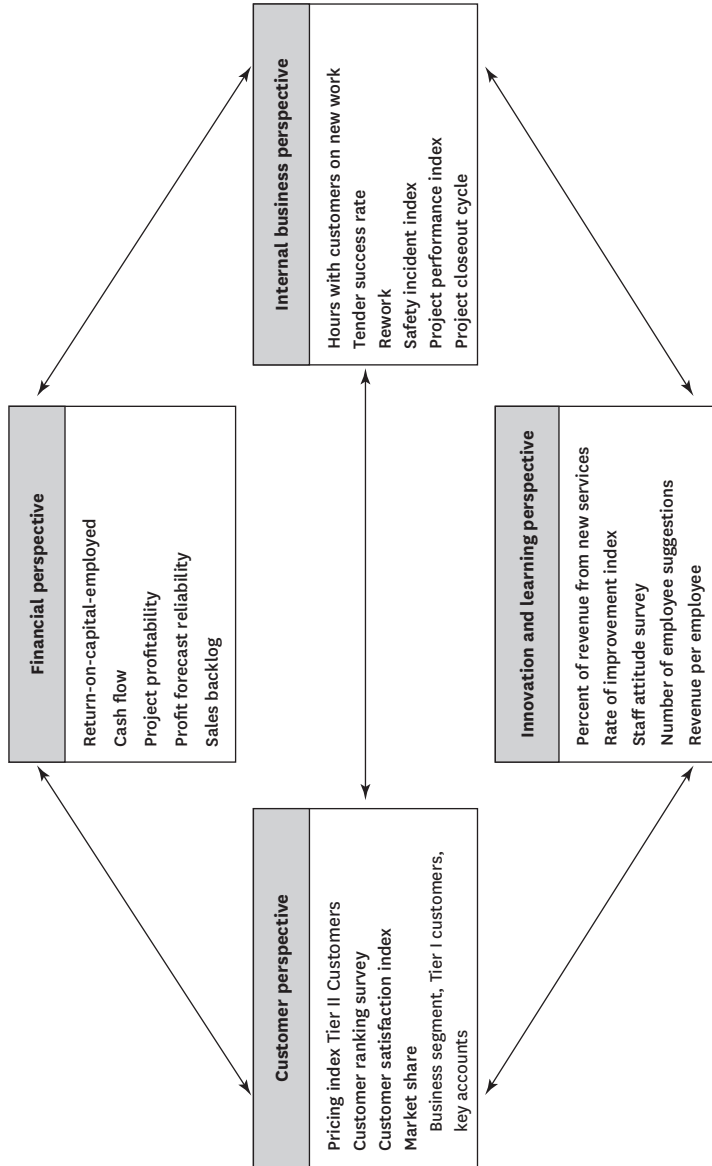 Financial perspective
Return-on-capital-employed
Cash flow
Project profitability
Profit forecast reliability
Sales backlog
Customer perspective
Pricing index Tier II Customers
Customer ranking survey
Customer satisfaction index
Market share
Business segment, Tier I customers,
key accounts
Internal business perspective
Hours with customers on new work
Tender success rate
Rework
Safety incident index
Project performance index
Project closeout cycle
Innovation and learning perspective
Percent of revenue from new services
Rate of improvement index
Staff attitude survey
Number of employee suggestions
Revenue per employee